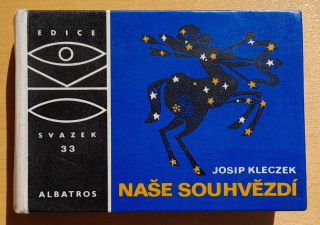 EDICE
SVAZEK
33
ALBATROS
JOSIP KLECZEK
NAŠE SOUHVĚZDÍ